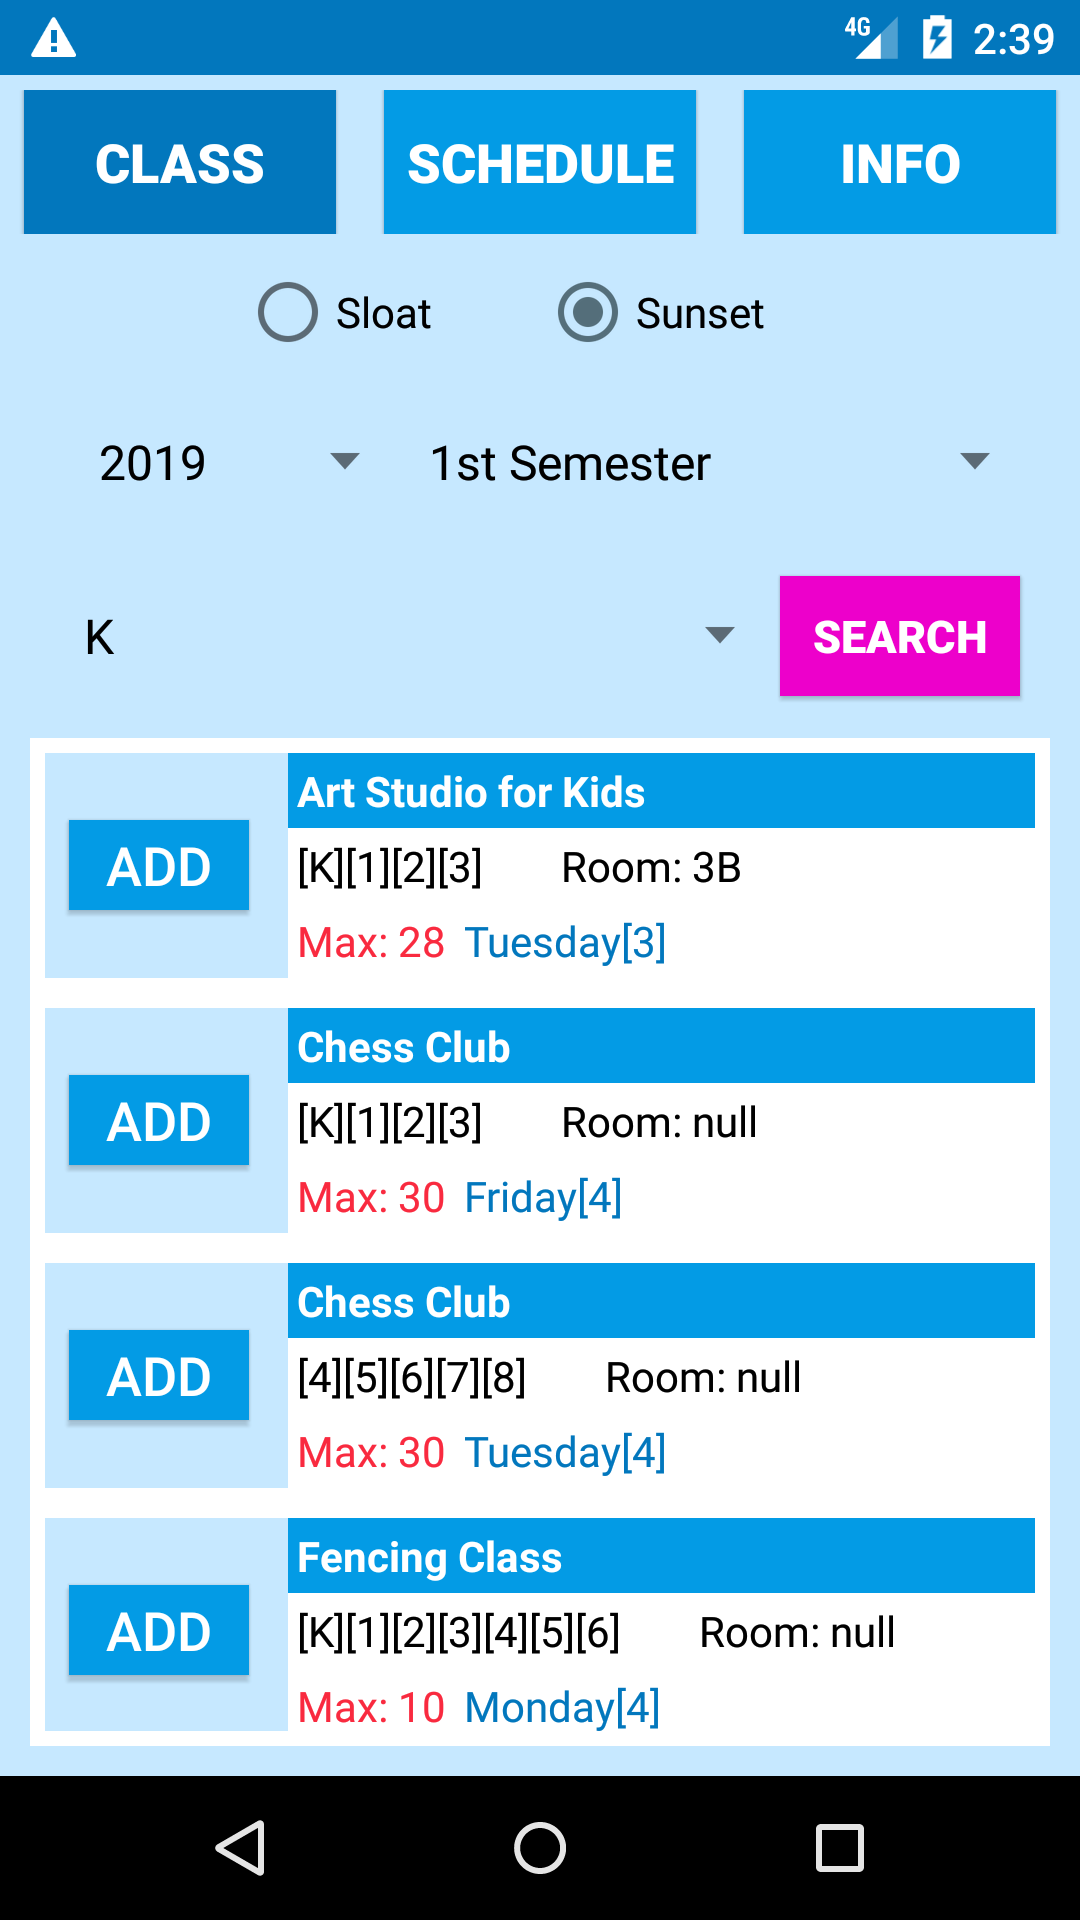 4G 2:39
CLASS SCHEDULE INFO
Sloat Sunset
2019 1st Semester
K SEARCH
Art Studio for Kids
ADD [K][1][2][3] Room: 3B
Max: 28 Tuesday[3]
Chess Club
ADD [K][1][2][3] Room: null
Max: 30 Friday[4]
Chess Club
ADD [4][5][6][7][8] Room: null
Max: 30 Tuesday[4]
Fencing Class
ADD [K][1][2][3][4][5][6] Room: null
Max: 10 Monday[4]